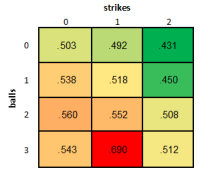 strikes
0 1 2
0 .503 .492 .431
balls
1 .538 .518 .450
2 .560 .552 .508
3 .543 .690 .512